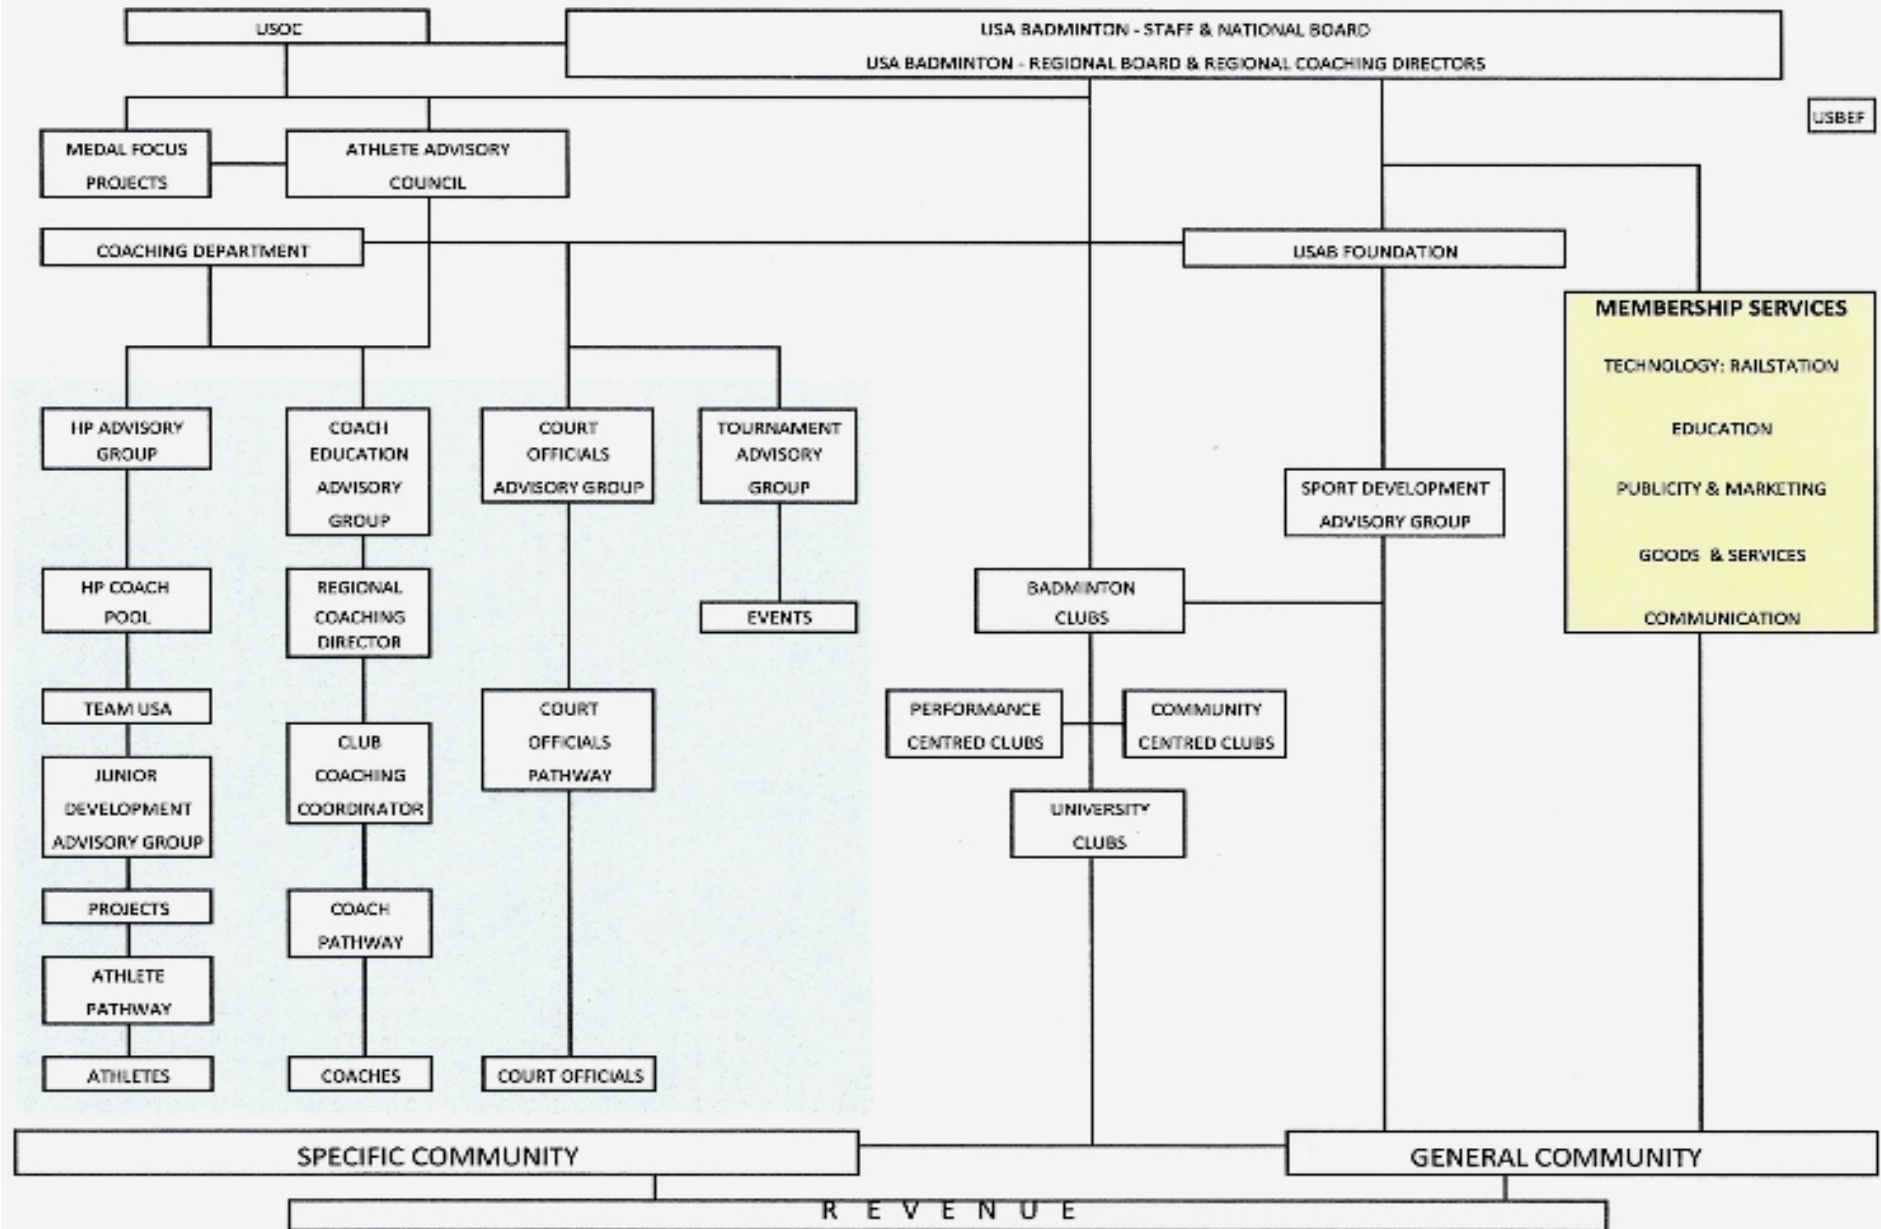 USOC
USA BADMINTON - STAFF & NATIONAL BOARD
USA BADMINTON - REGIONAL BOARD & REGIONAL COACHING DIRECTORS
USBEF
MEDAL FOCUS
PROJECTS
ATHLETE ADVISORY
COUNCIL
COACHING DEPARTMENT
USAB FOUNDATION
MEMBERSHIP SERVICES
TECHNOLOGY: RAILSTATION
EDUCATION
PUBLICITY & MARKETING
GOODS & SERVICES
COMMUNICATION
HP ADVISORY
GROUP
COACH
EDUCATION
ADVISORY
GROUP
COURT
OFFICIALS
ADVISORY GROUP
TOURNAMENT
ADVISORY
GROUP
SPORT DEVELOPMENT
ADVISORY GROUP
HP COACH
POOL
REGIONAL
COACHING
DIRECTOR
EVENTS
BADMINTON
CLUBS
TEAM USA
CLUB
COACHING
COORDINATOR
COURT
OFFICIALS
PATHWAY
PERFORMANCE
CENTRED CLUBS
COMMUNITY
CENTRED CLUBS
JUNIOR
DEVELOPMENT
ADVISORY GROUP
UNIVERSITY
CLUBS
PROJECTS
COACH
PATHWAY
ATHLETE
PATHWAY
ATHLETES
COACHES
COURT OFFICIALS
SPECIFIC COMMUNITY
GENERAL COMMUNITY
R E V E N U E